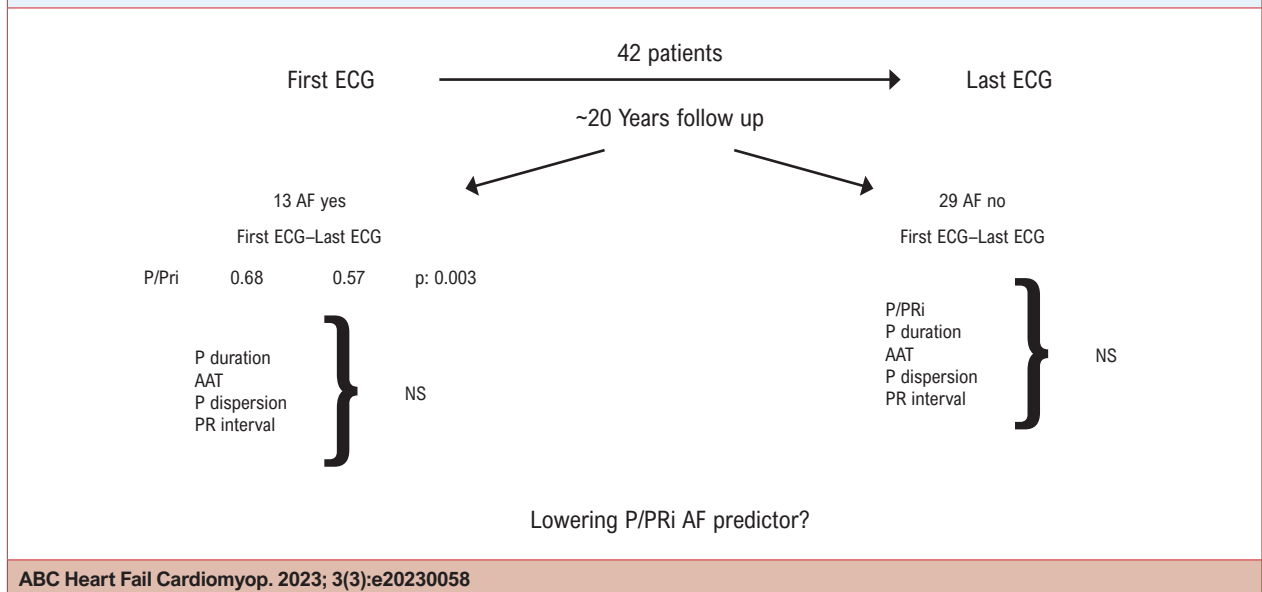 42 patients
First ECG
Last ECG
~20 Years follow up
13 AF yes
First ECG–Last ECG
P/Pri 0.68 0.57 p: 0.003
P duration
AAT
P dispersion
PR interval
NS
29 AF no
First ECG–Last ECG
P/PRi
P duration
AAT
P dispersion
PR interval
NS
Lowering P/PRi AF predictor?
ABC Heart Fail Cardiomyop. 2023; 3(3):e20230058